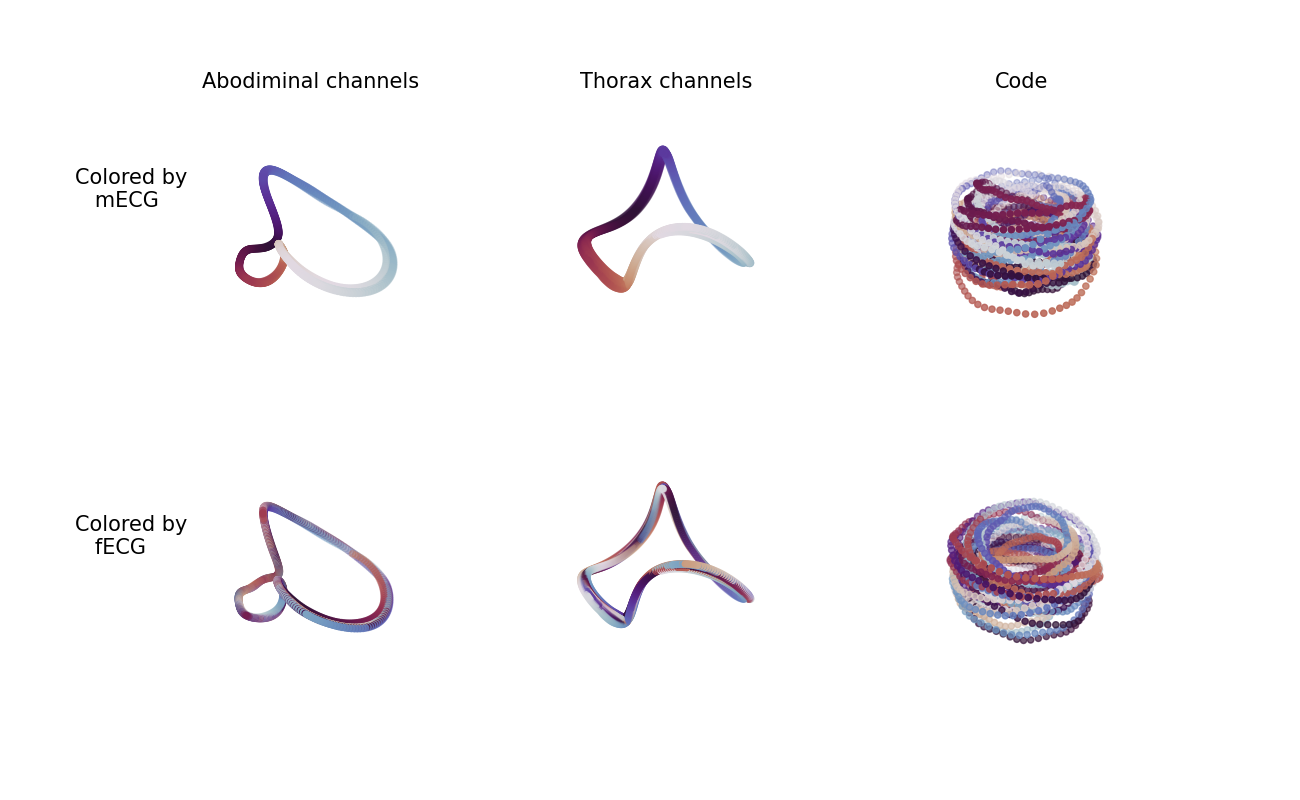 Abodiminal channels
Thorax channels
Code
Colored by
mECG
Colored by
fECG